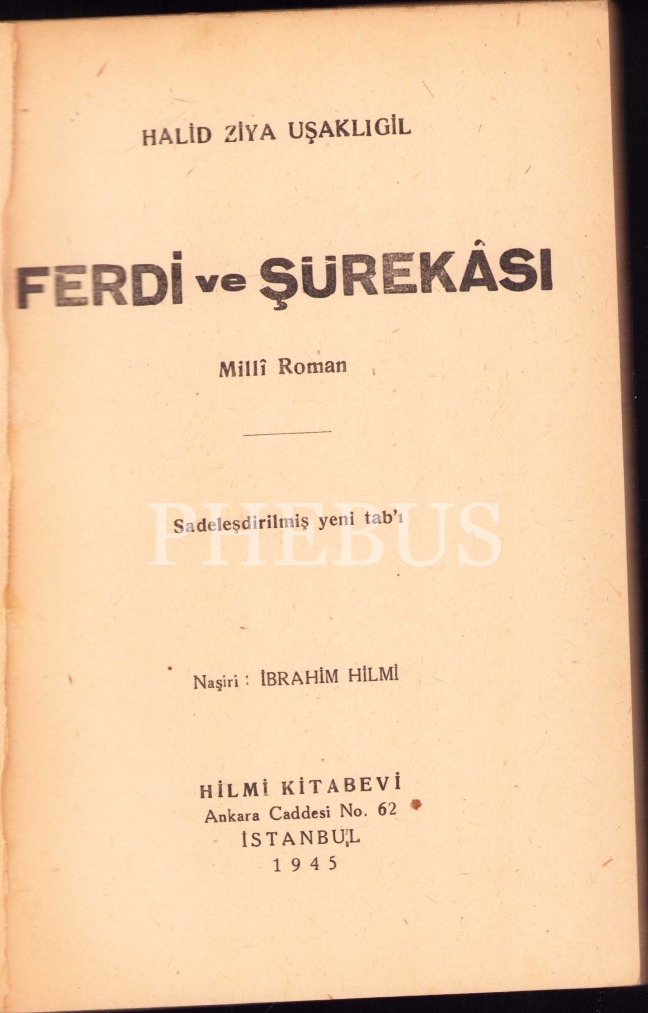 HALİD ZİYA UŞAKLIGİL
FERDİ ve ŞÜREKÂSI
Millî Roman
Sadeleşdirilmiş yeni tab'ı
PHEBUS
Naşiri : İBRAHİM HİLMİ
HİLMİ KİTABEVİ
Ankara Caddesi No. 62
İSTANBUL
1945